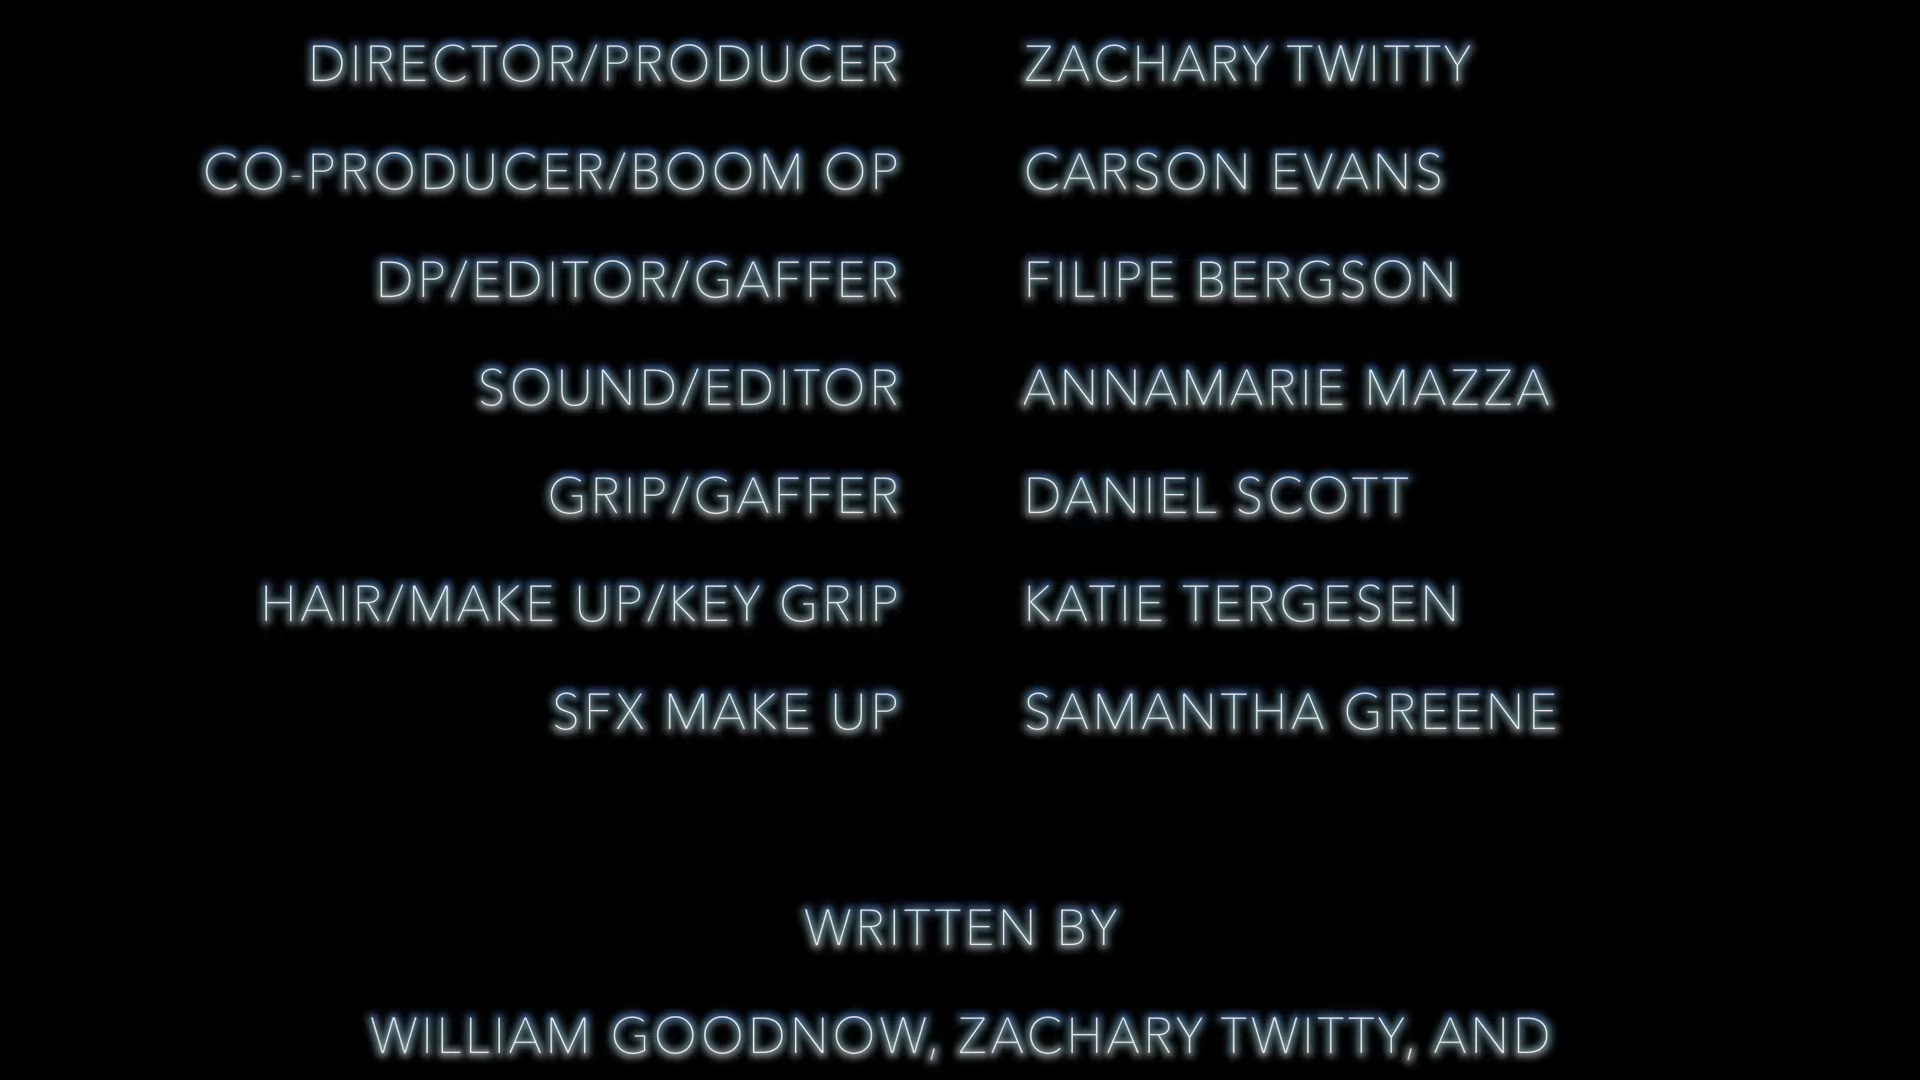 DIRECTOR/PRODUCER ZACHARY TWITTY
CO-PRODUCER/BOOM OP CARSON EVANS
DP/EDITOR/GAFFER FILIPE BERGSON
SOUND/EDITOR ANNAMARIE MAZZA
GRIP/GAFFER DANIEL SCOTT
HAIR/MAKE UP/KEY GRIP KATIE TERGESEN
SFX MAKE UP SAMANTHA GREENE
WRITTEN BY
WILLIAM GOODNOW, ZACHARY TWITTY, AND